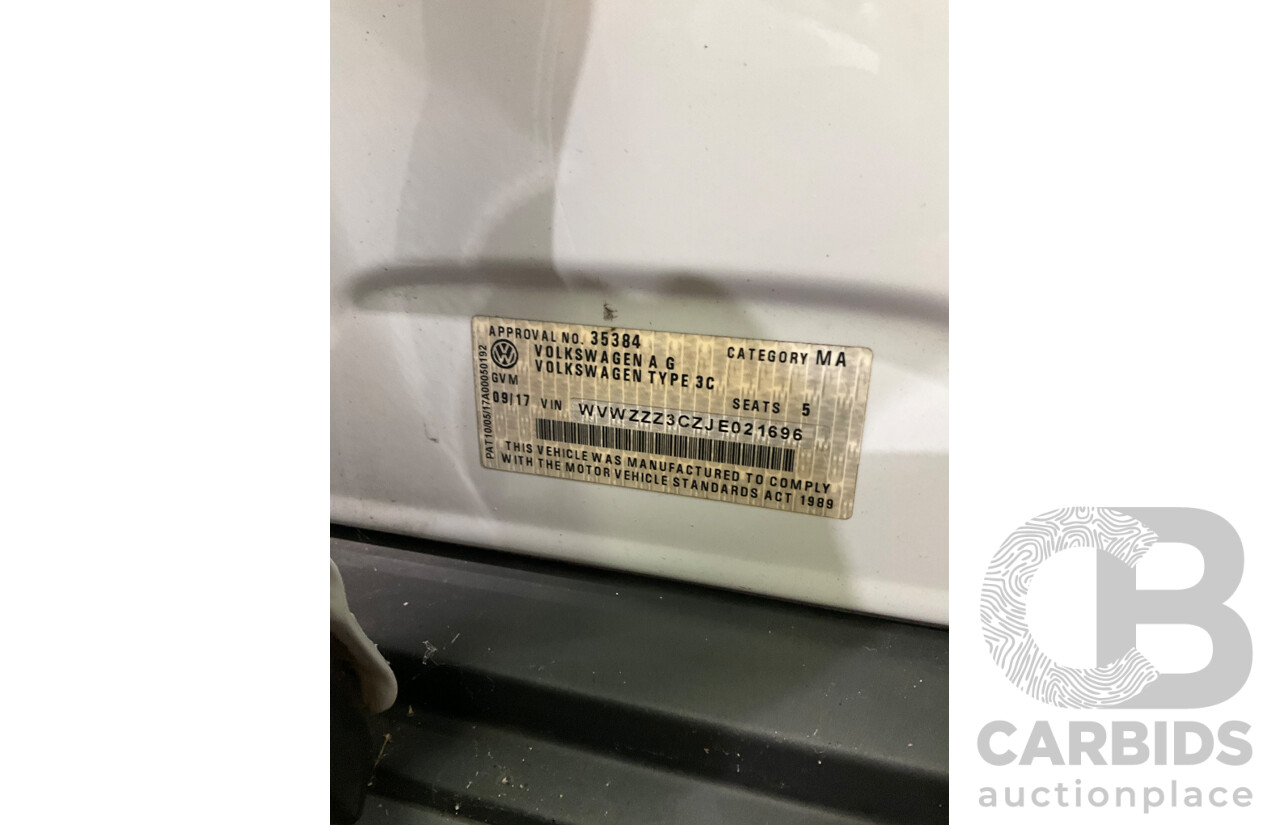 APPROVAL NO. 35384
CATEGORY MA
VOLKSWAGEN A G
VOLKSWAGEN TYPE 3C
GVM
SEATS 5
09/17 VIN WVWZZZ3CZJE021696
THIS VEHICLE WAS MANUFACTURED TO COMPLY
WITH THE MOTOR VEHICLE STANDARDS ACT 1989
PAT10/05/17A00050192
CB
CARBIDS
auctionplace